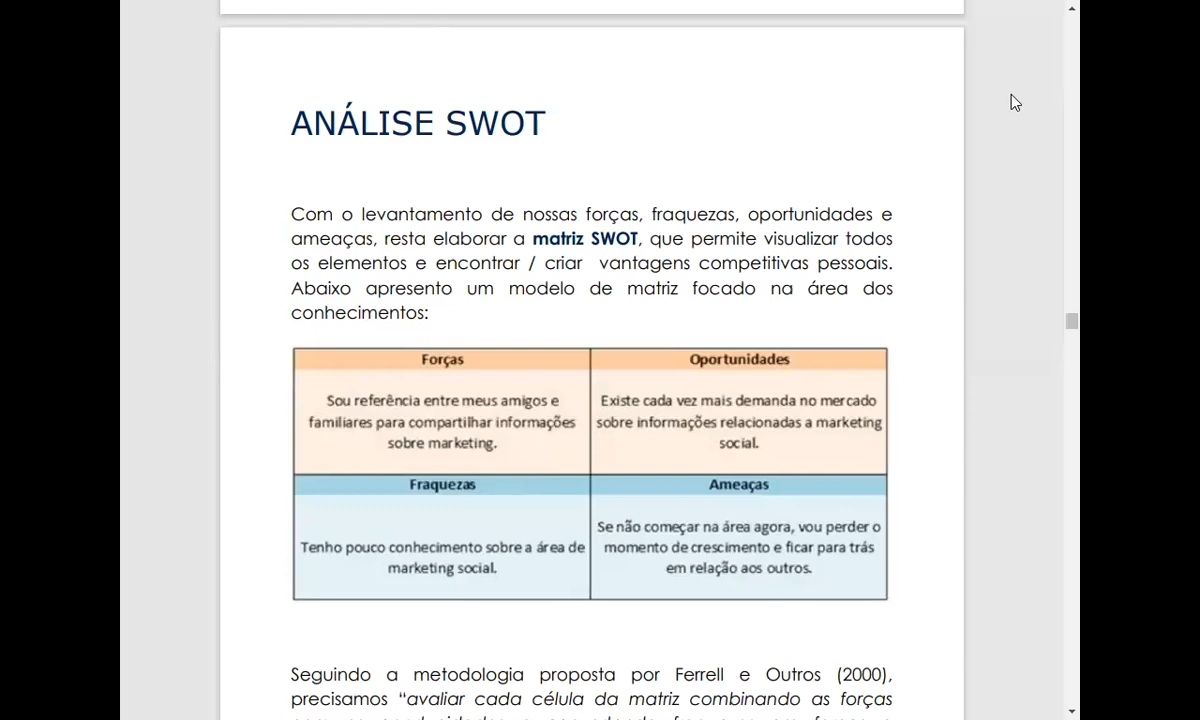 ANÁLISE SWOT
Com o levantamento de nossas forças, fraquezas, oportunidades e
ameaças, resta elaborar a matriz SWOT, que permite visualizar todos
os elementos e encontrar / criar vantagens competitivas pessoais.
Abaixo apresento um modelo de matriz focado na área dos
conhecimentos:
Forças
Sou referência entre meus amigos e
familiares para compartilhar informações
sobre marketing.
Oportunidades
Existe cada vez mais demanda no mercado
sobre informações relacionadas a marketing
social.
Fraquezas
Tenho pouco conhecimento sobre a área de
marketing social.
Ameaças
Se não começar na área agora, vou perder o
momento de crescimento e ficar para trás
em relação aos outros.
Seguindo a metodologia proposta por Ferrell e Outros (2000),
precisamos “avaliar cada célula da matriz combinando as forças